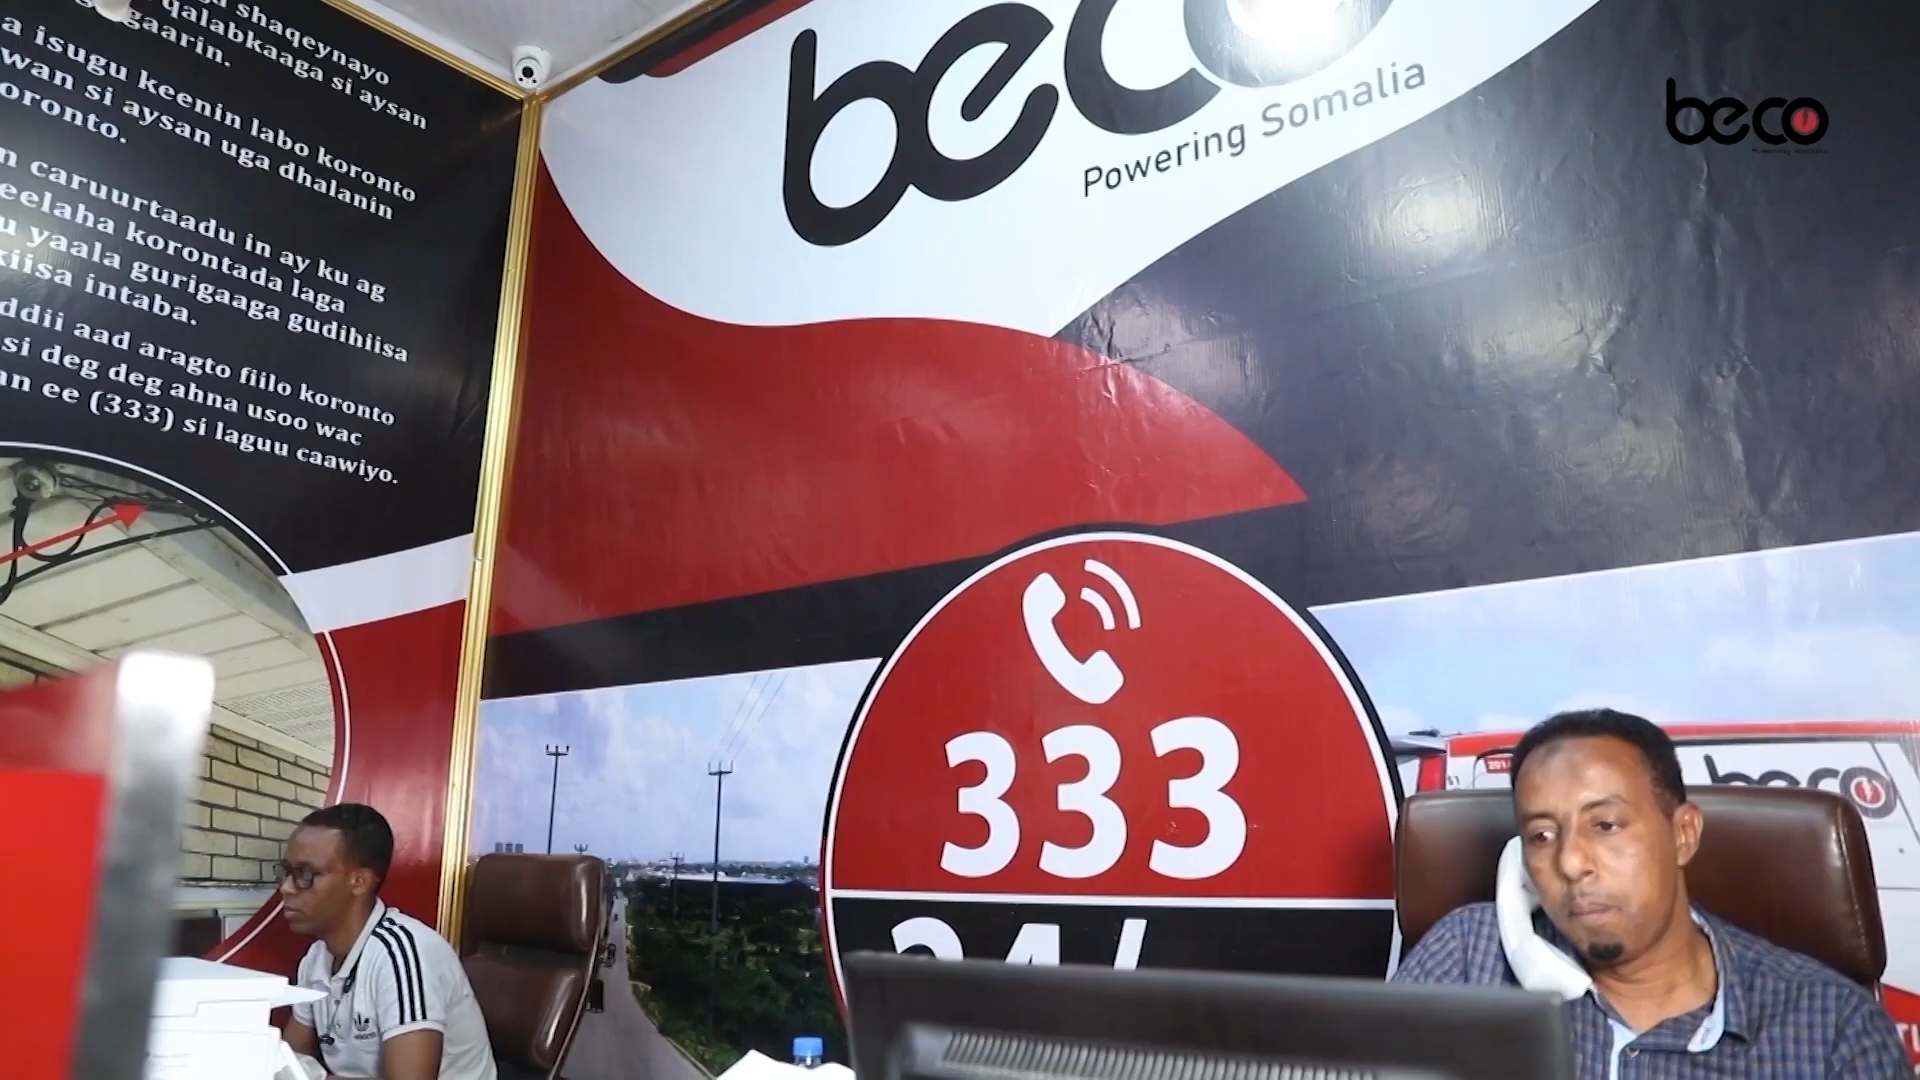 shaqeynayo
qalabkaaga si aysan
gaarin.
a isugu keenin labo koronto
wan si aysan uga dhalanin
oronto.
n caruurtaadu in ay ku ag
eelaha korontada laga
u yaala gurigaaga gudihiisa
kiisa intaba.
ddii aad aragto fiilo koronto
si deg deg ahna usoo wac
an ee (333) si laguu caawiyo.
beco
Powering Somalia
beco
333
24/
beco
adidas